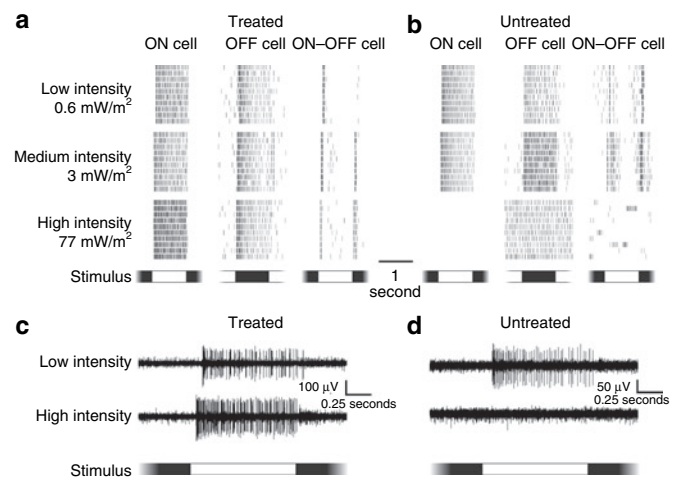 a
Treated
b
Untreated
ON cell
OFF cell
ON–OFF cell
ON cell
OFF cell
ON–OFF cell
Low intensity
0.6 mW/m²
Medium intensity
3 mW/m²
High intensity
77 mW/m²
Stimulus
1
second
c
Treated
d
Untreated
Low intensity
100 µV
0.25 seconds
50 µV
0.25 seconds
High intensity
Stimulus